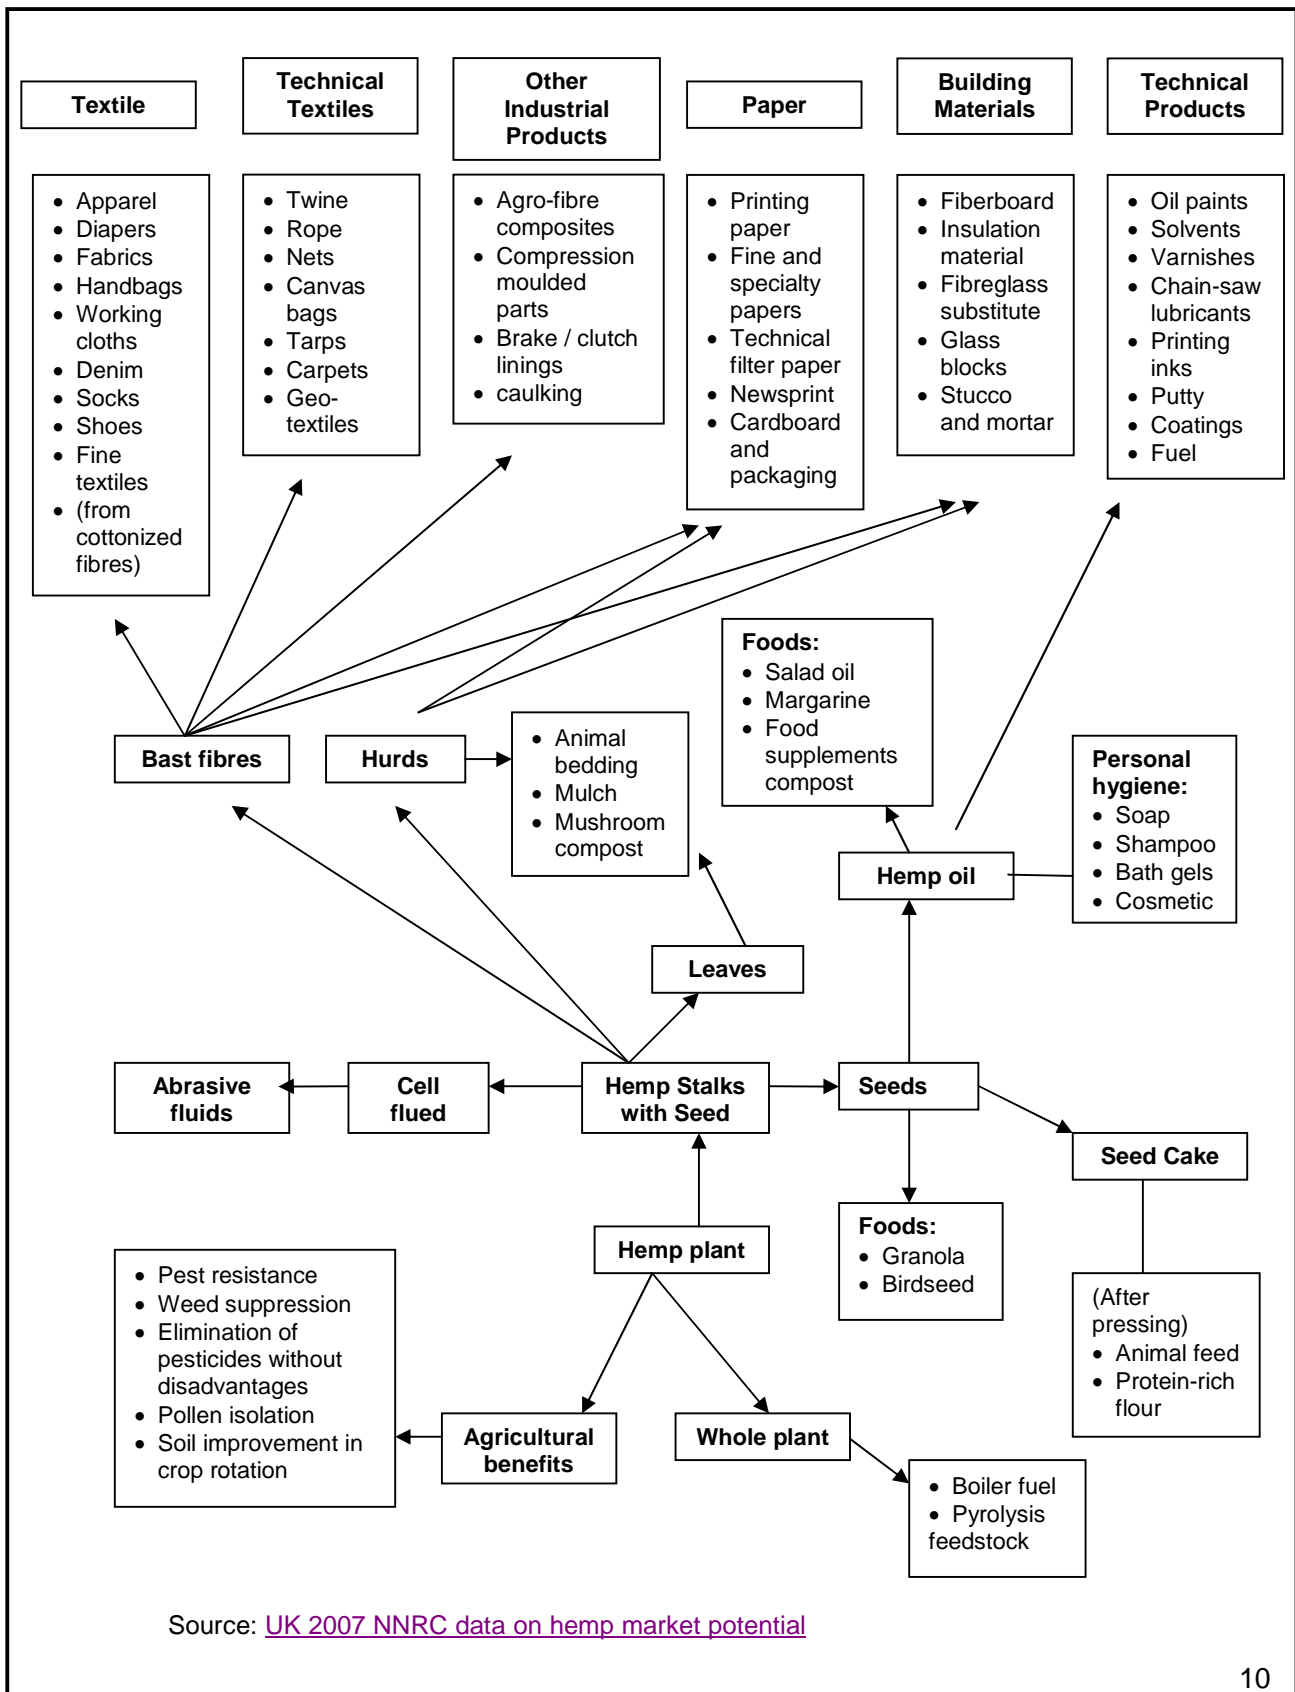 Textile
Technical
Textiles
Other
Industrial
Products
Paper
Building
Materials
Technical
Products
• Apparel
• Diapers
• Fabrics
• Handbags
• Working
cloths
• Denim
• Socks
• Shoes
• Fine
textiles
• (from
cottonized
fibres)
• Twine
• Rope
• Nets
• Canvas
bags
• Tarps
• Carpets
• Geo-
textiles
• Agro-fibre
composites
• Compression
moulded
parts
• Brake / clutch
linings
• caulking
• Printing
paper
• Fine and
specialty
papers
• Technical
filter paper
• Newsprint
• Cardboard
and
packaging
• Fiberboard
• Insulation
material
• Fibreglass
substitute
• Glass
blocks
• Stucco
and mortar
• Oil paints
• Solvents
• Varnishes
• Chain-saw
lubricants
• Printing
inks
• Putty
• Coatings
• Fuel
Foods:
• Salad oil
• Margarine
• Food
supplements
compost
Bast fibres
Hurds
• Animal
bedding
• Mulch
• Mushroom
compost
Personal
hygiene:
• Soap
• Shampoo
• Bath gels
• Cosmetic
Hemp oil
Leaves
Abrasive
fluids
Cell
flued
Hemp Stalks
with Seed
Seeds
Seed Cake
Hemp plant
Foods:
• Granola
• Birdseed
(After
pressing)
• Animal feed
• Protein-rich
flour
• Pest resistance
• Weed suppression
• Elimination of
pesticides without
disadvantages
• Pollen isolation
• Soil improvement in
crop rotation
Agricultural
benefits
Whole plant
• Boiler fuel
• Pyrolysis
feedstock
Source: UK 2007 NNRC data on hemp market potential
10